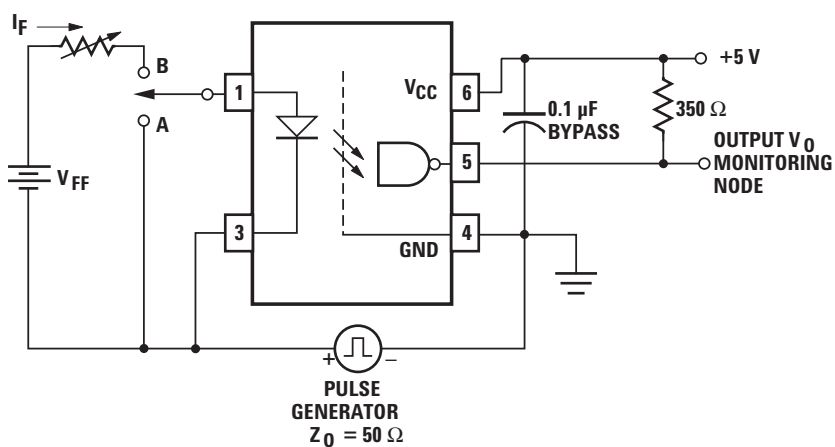 I_F
B
A
V_FF
1
3
V_CC
6
5
GND
4
0.1 µF
BYPASS
+5 V
350 Ω
OUTPUT V_O
MONITORING
NODE
+
–
PULSE
GENERATOR
Z_O = 50 Ω